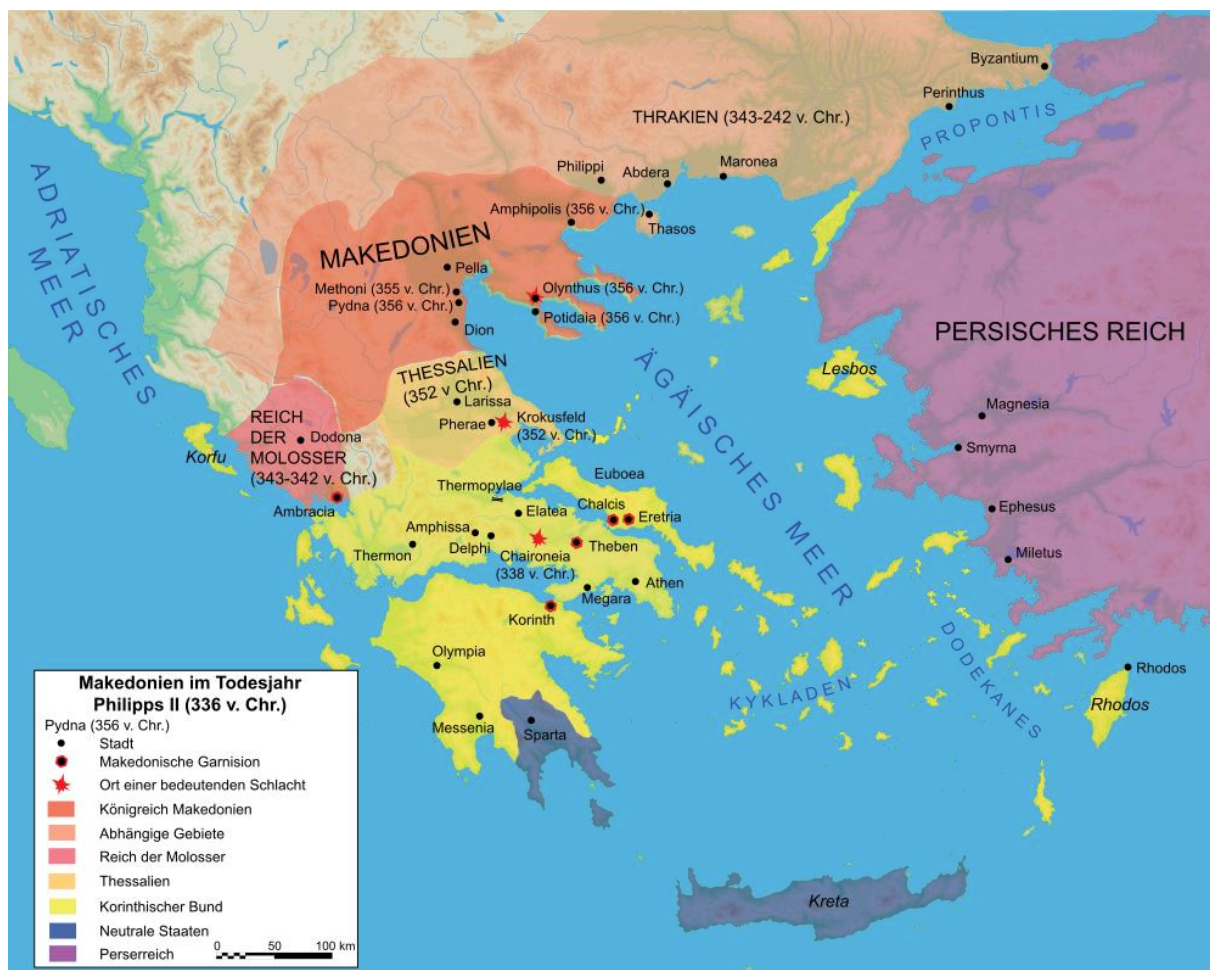 Byzantium
Perinthus
THRAKIEN (343-242 v. Chr.)
PROPONTIS
Philippi
Abdera
Maronea
ADRIATISCHES
MEER
Amphipolis (356 v. Chr.)
Thasos
MAKEDONIEN
Pella
Methoni (355 v. Chr.)
Olynthus (356 v. Chr.)
Pydna (356 v. Chr.)
Potidaia (356 v. Chr.)
Dion
PERSISCHES REICH
ÄGÄISCHES MEER
THESSALIEN
(352 v. Chr.)
Lesbos
Larissa
Magnesia
REICH
DER
MOLOSSER
(343-342 v. Chr.)
Dodona
Pherae
Krokusfeld
(352 v. Chr.)
Korfu
Smyrna
Euboea
Thermopylae
Chalcis
Ambracia
Elatea
Eretria
Ephesus
Amphissa
Thermon
Delphi
Chaironeia
(338 v. Chr.)
Theben
Miletus
Athen
Megara
Korinth
DODEKANES
Olympia
Rhodos
KYKLADEN
Rhodos
Messenia
Sparta
Kreta
Makedonien im Todesjahr
Philipps II (336 v. Chr.)
Pydna (356 v. Chr.)
Stadt
Makedonische Garnision
Ort einer bedeutenden Schlacht
Königreich Makedonien
Abhängige Gebiete
Reich der Molosser
Thessalien
Korinthischer Bund
Neutrale Staaten
Perserreich
0 50 100 km